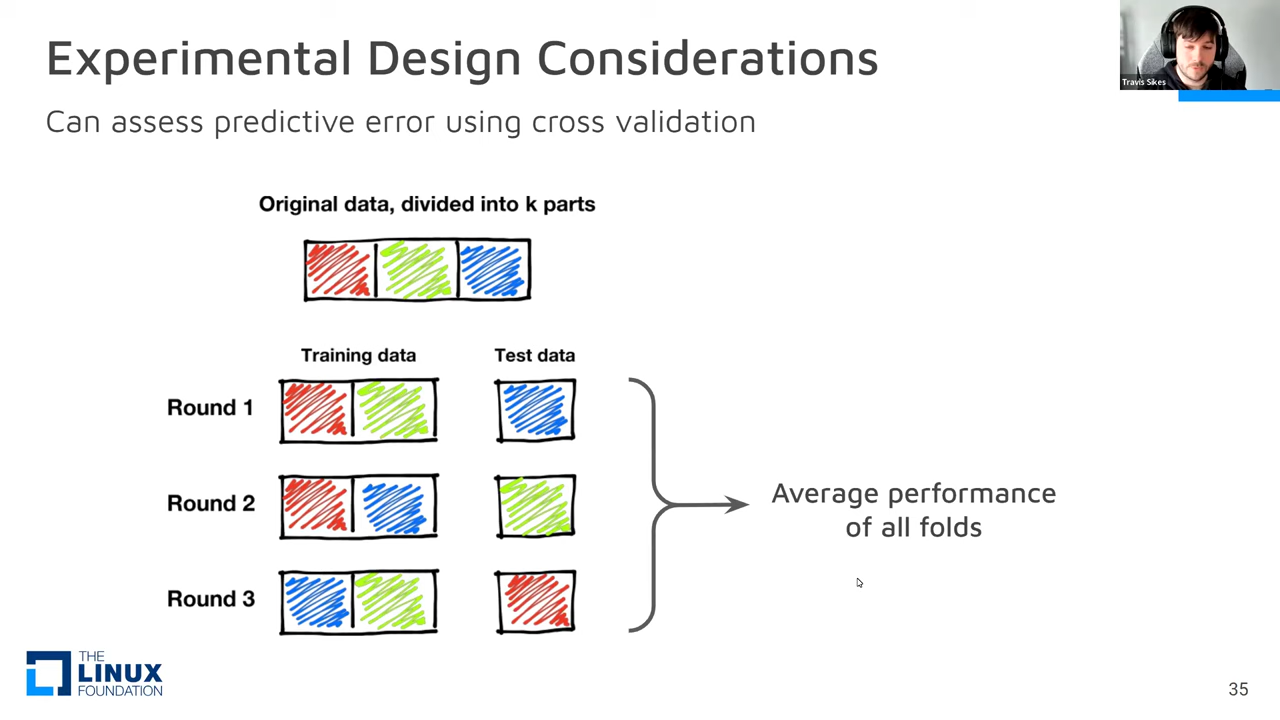 Experimental Design Considerations
Travis Sikes
Can assess predictive error using cross validation
Original data, divided into k parts
Training data
Test data
Round 1
Round 2
Average performance
of all folds
Round 3
THE
LINUX
FOUNDATION
35